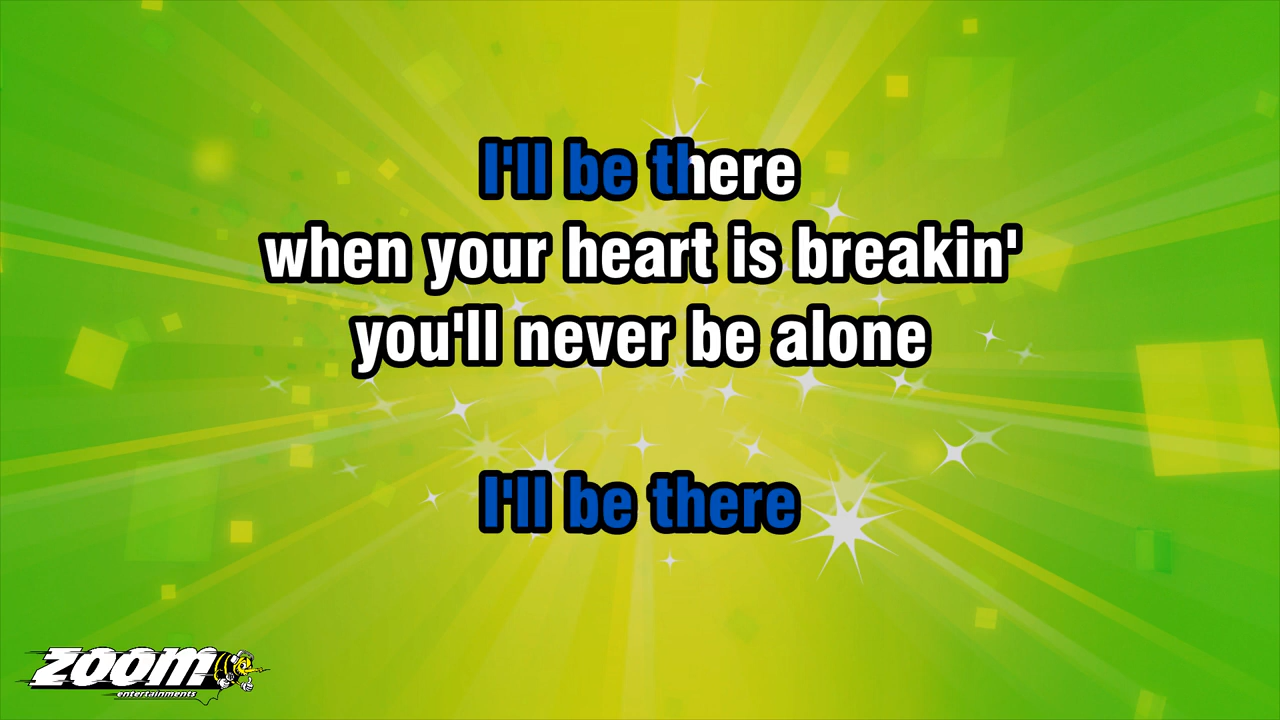 I'll be there
when your heart is breakin'
you'll never be alone
I'll be there
zoom
entertainments